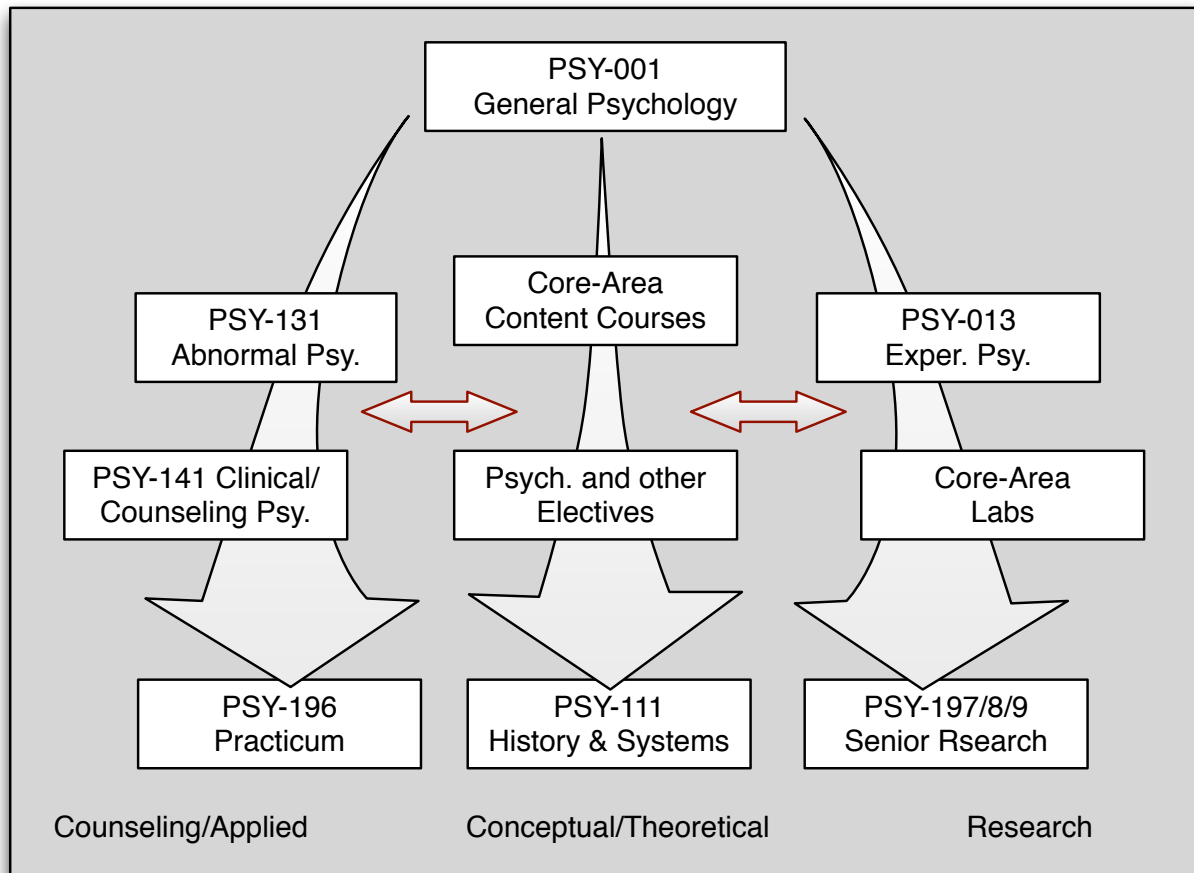 PSY-001
General Psychology
Core-Area
Content Courses
PSY-131
Abnormal Psy.
PSY-013
Exper. Psy.
PSY-141 Clinical/
Counseling Psy.
Psych. and other
Electives
Core-Area
Labs
PSY-196
Practicum
PSY-111
History & Systems
PSY-197/8/9
Senior Rsearch
Counseling/Applied
Conceptual/Theoretical
Research